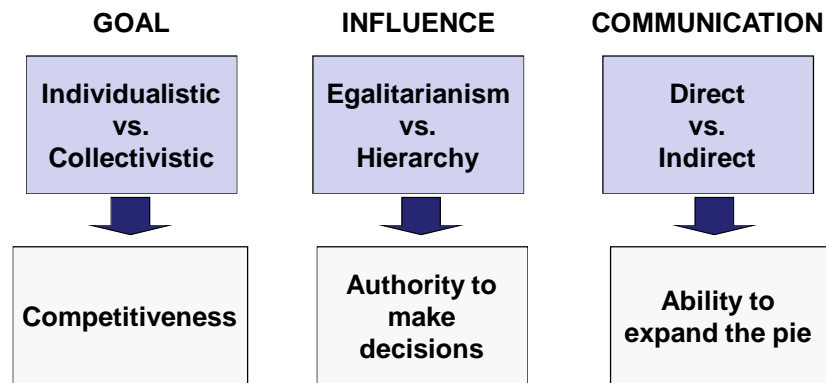 GOAL
INFLUENCE
COMMUNICATION
Individualistic
vs.
Collectivistic
Egalitarianism
vs.
Hierarchy
Direct
vs.
Indirect
Competitiveness
Authority to
make
decisions
Ability to
expand the pie